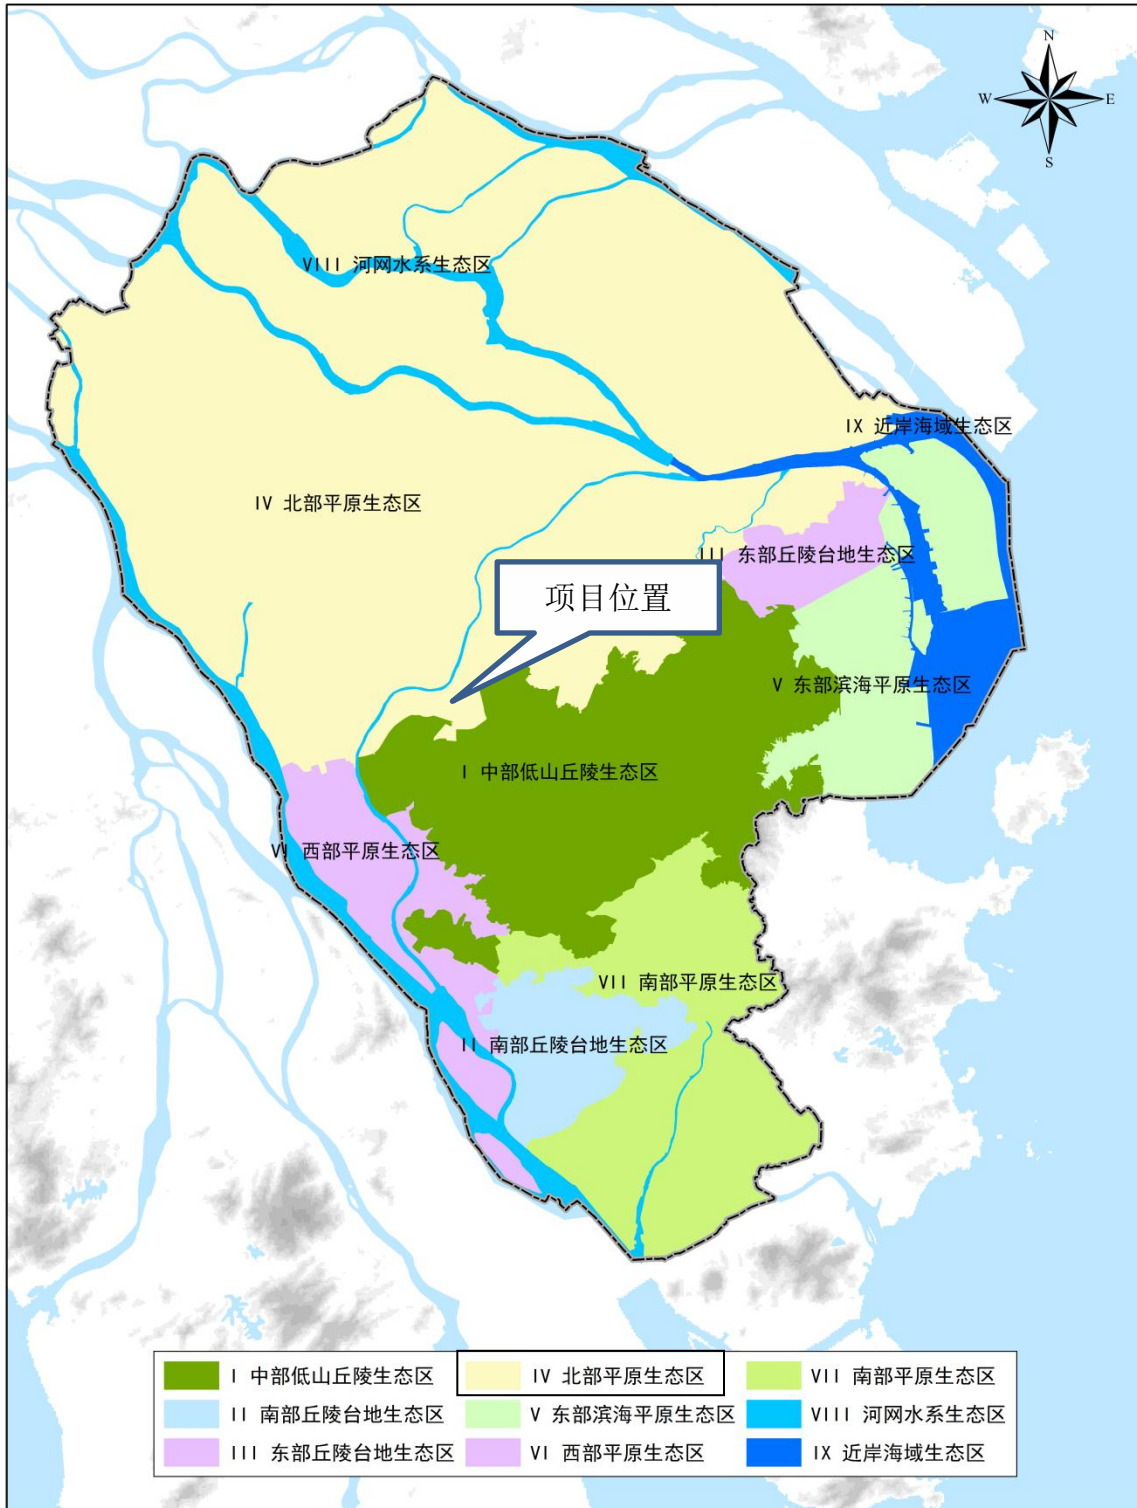 N
W
E
S
VIII 河网水系生态区
IX 近岸海域生态区
IV 北部平原生态区
III 东部丘陵台地生态区
项目位置
V 东部滨海平原生态区
I 中部低山丘陵生态区
VI 西部平原生态区
VII 南部平原生态区
II 南部丘陵台地生态区
I 中部低山丘陵生态区
IV 北部平原生态区
VII 南部平原生态区
II 南部丘陵台地生态区
V 东部滨海平原生态区
VIII 河网水系生态区
III 东部丘陵台地生态区
VI 西部平原生态区
IX 近岸海域生态区